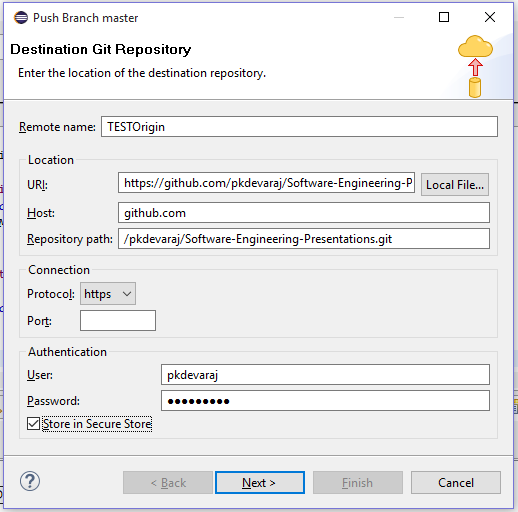 Push Branch master
Destination Git Repository
Enter the location of the destination repository.
Remote name: TESTOrigin
Location
URI: https://github.com/pkdevaraj/Software-Engineering-P Local File...
Host: github.com
Repository path: /pkdevaraj/Software-Engineering-Presentations.git
Connection
Protocol: https
Port:
Authentication
User: pkdevaraj
Password: ●●●●●●●●●
Store in Secure Store
< Back Next > Finish Cancel